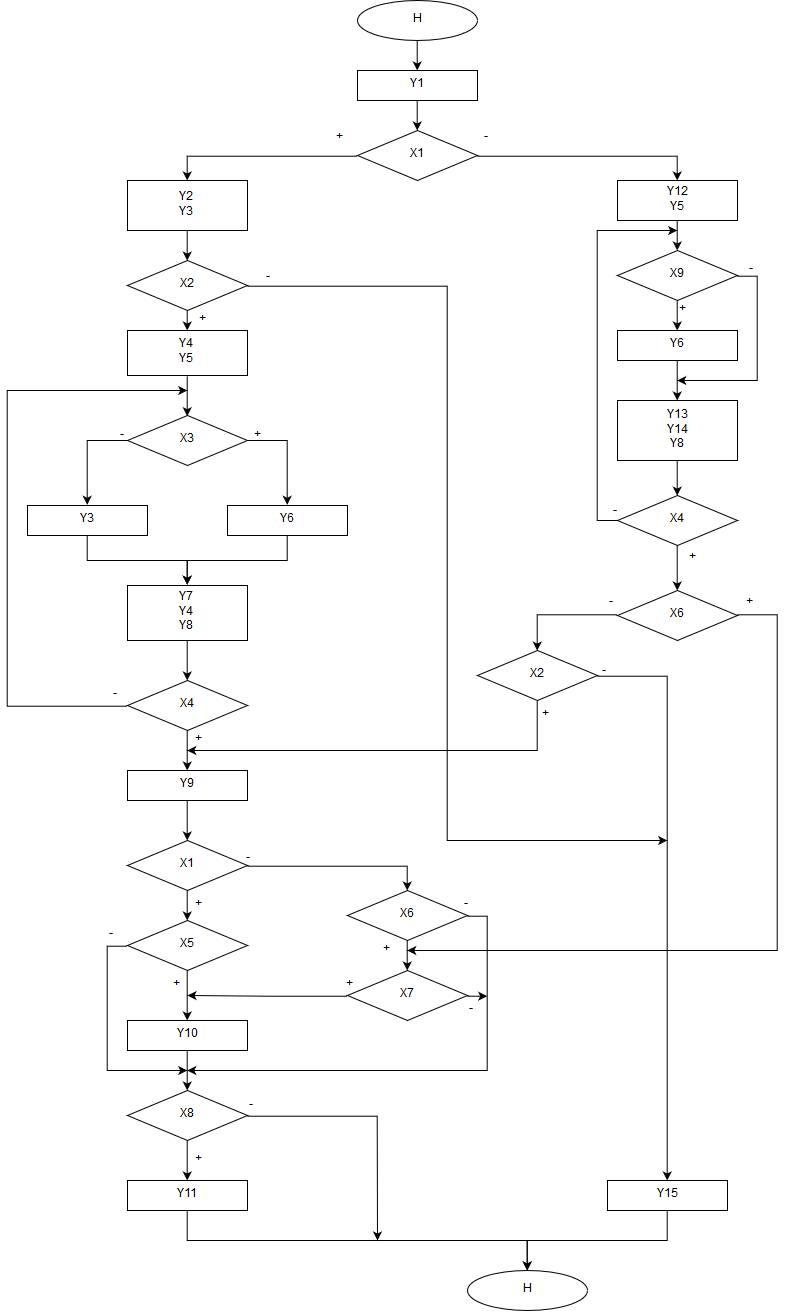 H
Y1
+
-
X1
Y2
Y3
Y12
Y5
X2
-
+
X9
-
+
Y4
Y5
Y6
X3
-
+
Y13
Y14
Y8
Y3
Y6
X4
-
+
Y7
Y4
Y8
X6
-
+
X2
-
+
X4
-
+
Y9
X1
-
+
X6
-
+
X5
-
+
X7
+
-
Y10
X8
-
+
Y11
Y15
H